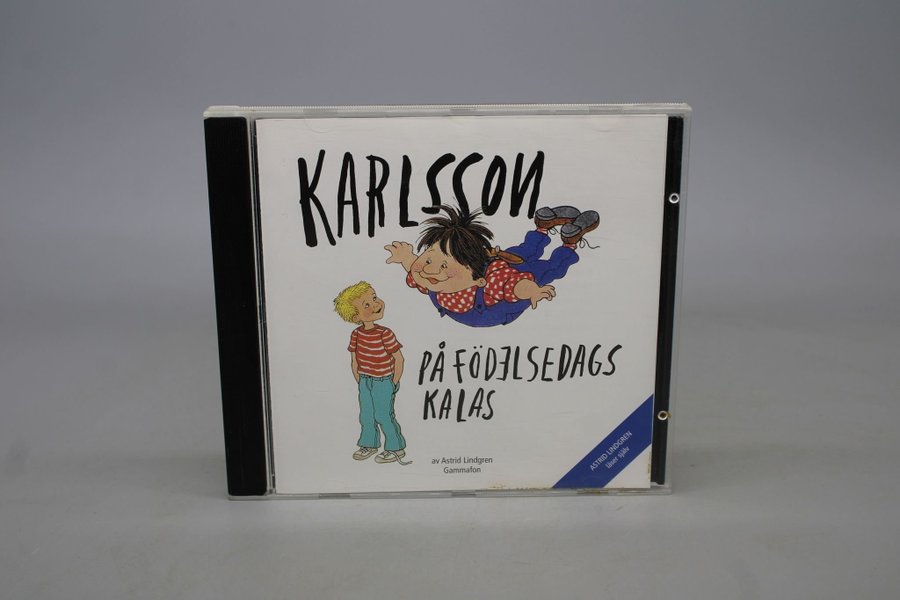 KARLSSON
PÅ FÖDELSEDAGS
KALAS
av Astrid Lindgren
Gammafon
ASTRID LINDGREN
läser själv